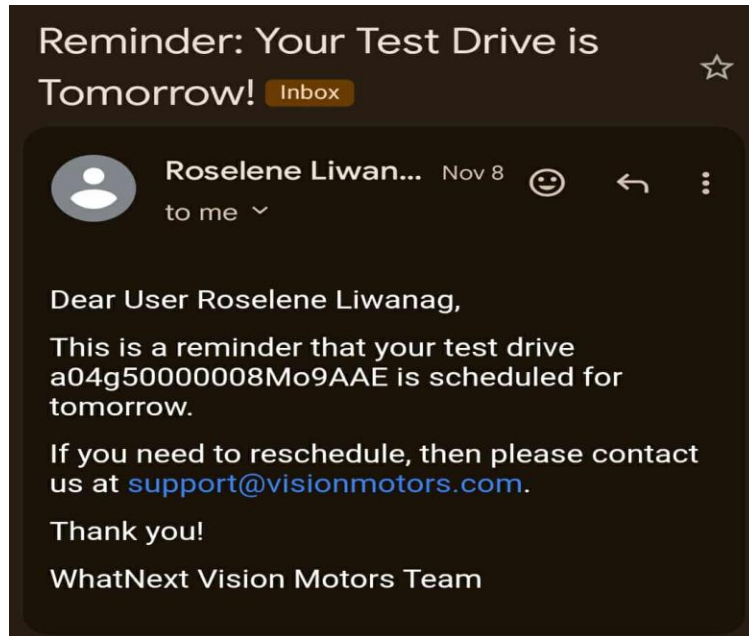 Reminder: Your Test Drive is
Tomorrow! Inbox
Roselene Liwan... Nov 8
to me
Dear User Roselene Liwanag,
This is a reminder that your test drive
a04g50000008Mo9AAE is scheduled for
tomorrow.
If you need to reschedule, then please contact
us at support@visionmotors.com.
Thank you!
WhatNext Vision Motors Team